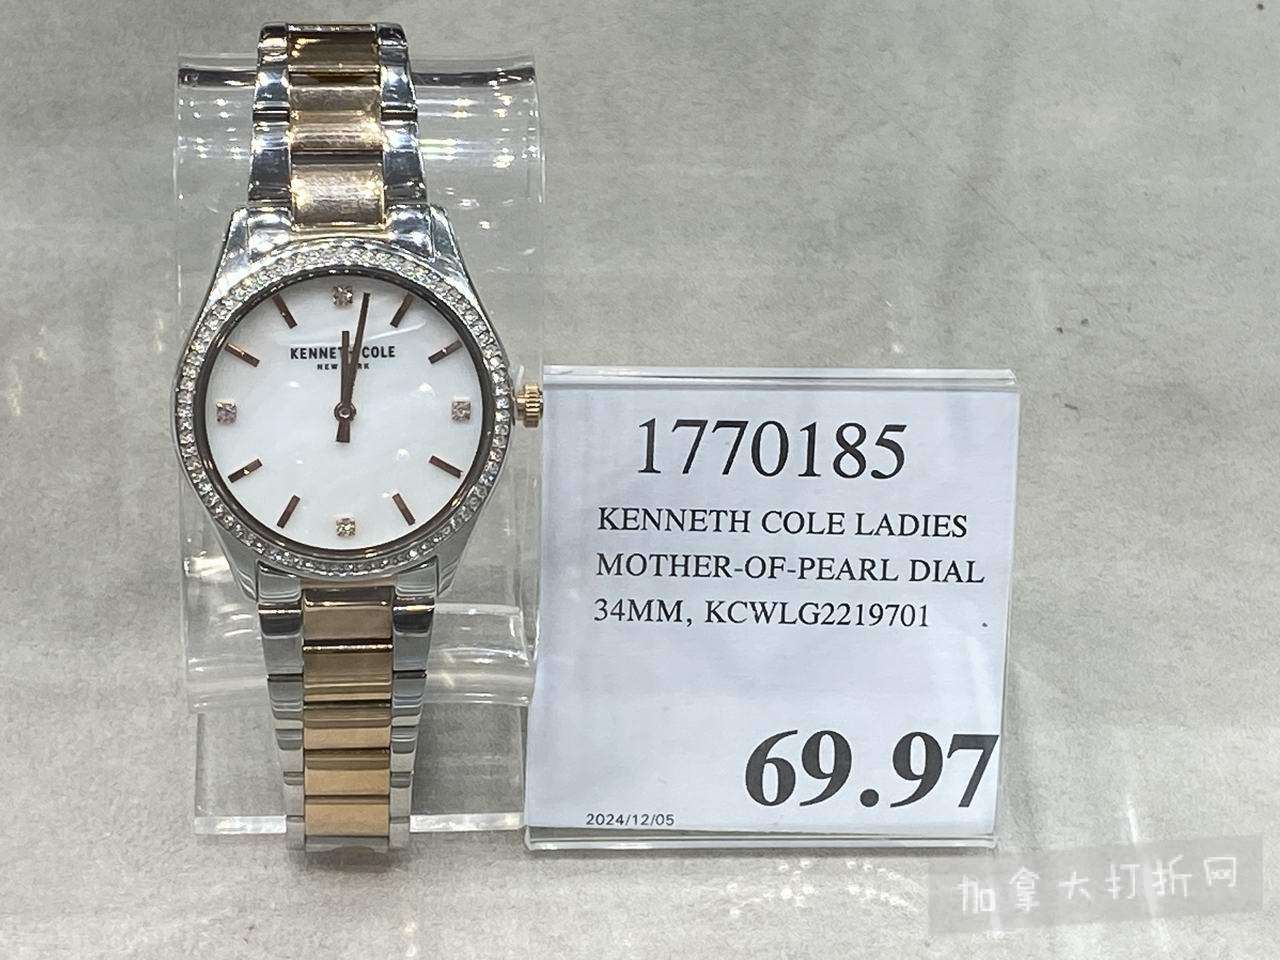 KENNETH COLE
NEW YORK
1770185
KENNETH COLE LADIES
MOTHER-OF-PEARL DIAL
34MM, KCWLG2219701
69.97
2024/12/05
加拿大打折网